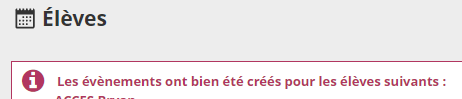 Élèves
Les évènements ont bien été créés pour les élèves suivants :